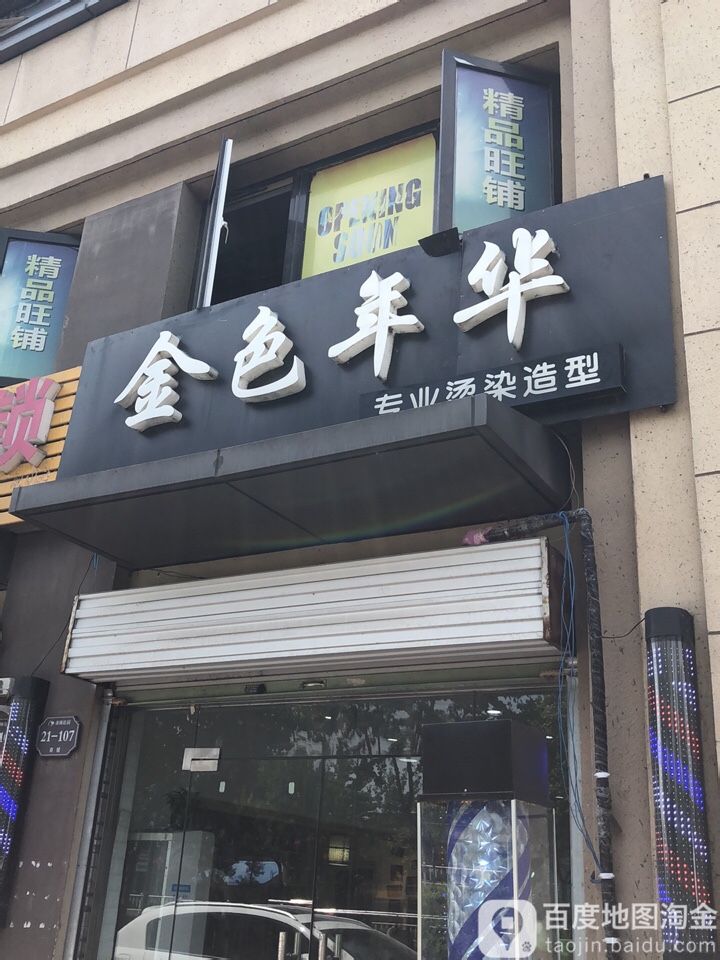 精品旺铺
OPENING
SOON
精品旺铺
金色年华
专业烫染造型
锁
21-107
百度地图淘金
taojin.baidu.com